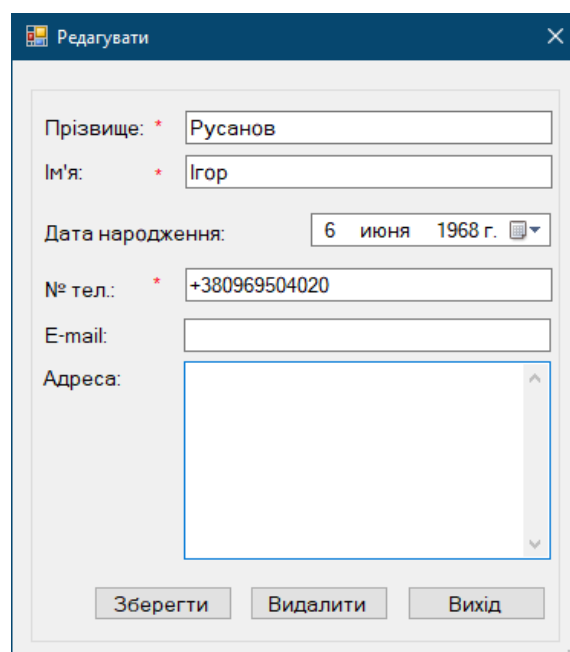 Редагувати
Прізвище: * Русанов
Ім'я: * Ігор
Дата народження: 6 июня 1968 г.
№ тел.: * +380969504020
E-mail:
Адреса:
Зберегти Видалити Вихід